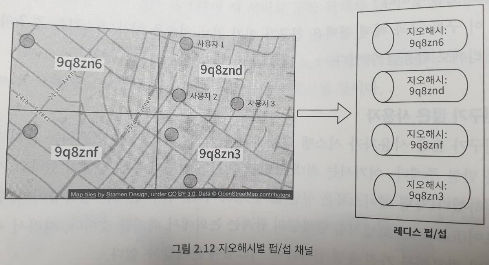 9q8zn6
사용자 1
9q8znd
사용자 2
사용자 3
9q8znf
9q8zn3
Map tiles by Stamen Design, under CC BY 3.0. Data © OpenStreetMap contributors
지오해시:
9q8zn6
지오해시:
9q8znd
지오해시:
9q8znf
지오해시:
9q8zn3
레디스 펍/섭
그림 2.12 지오해시별 펍/섭 채널